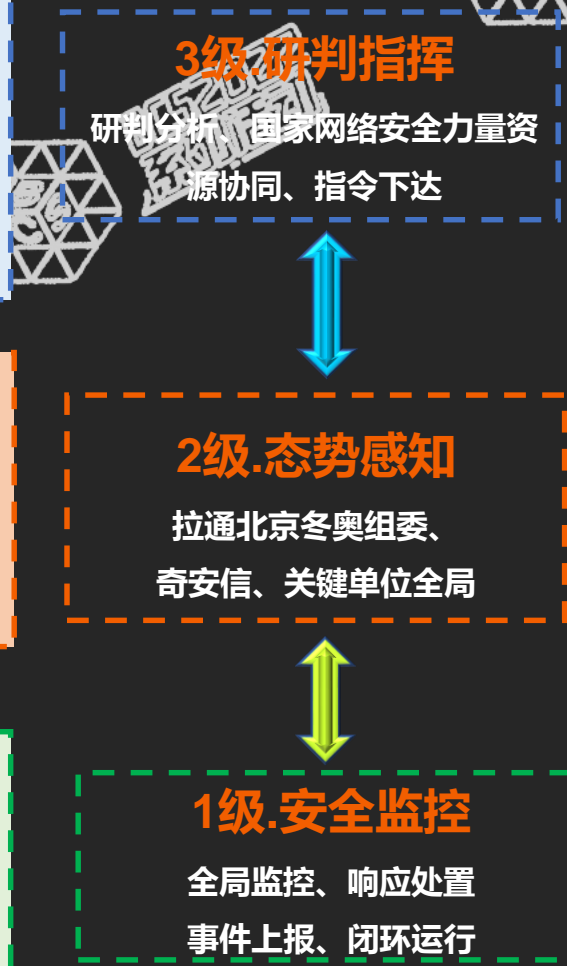 3级.研判指挥
研判分析、国家网络安全力量资
源协同、指令下达
2级.态势感知
拉通北京冬奥组委、
奇安信、关键单位全局
1级.安全监控
全局监控、响应处置
事件上报、闭环运行